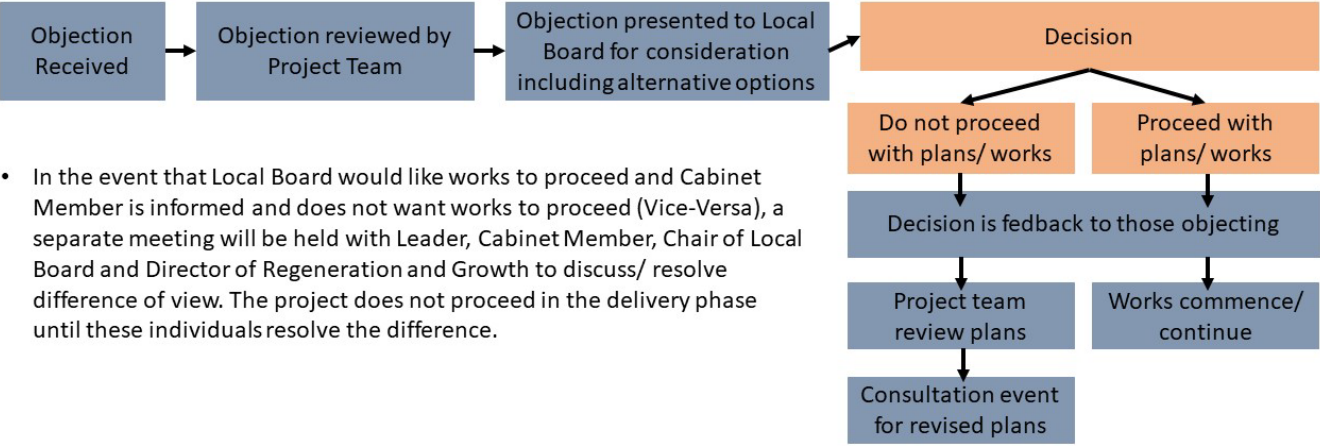 Objection
Received
Objection reviewed by
Project Team
Objection presented to Local
Board for consideration
including alternative options
Decision
Do not proceed
with plans/ works
Proceed with
plans/ works
Decision is fedback to those objecting
Project team
review plans
Works commence/
continue
Consultation event
for revised plans
• In the event that Local Board would like works to proceed and Cabinet
Member is informed and does not want works to proceed (Vice-Versa), a
separate meeting will be held with Leader, Cabinet Member, Chair of Local
Board and Director of Regeneration and Growth to discuss/ resolve
difference of view. The project does not proceed in the delivery phase
until these individuals resolve the difference.